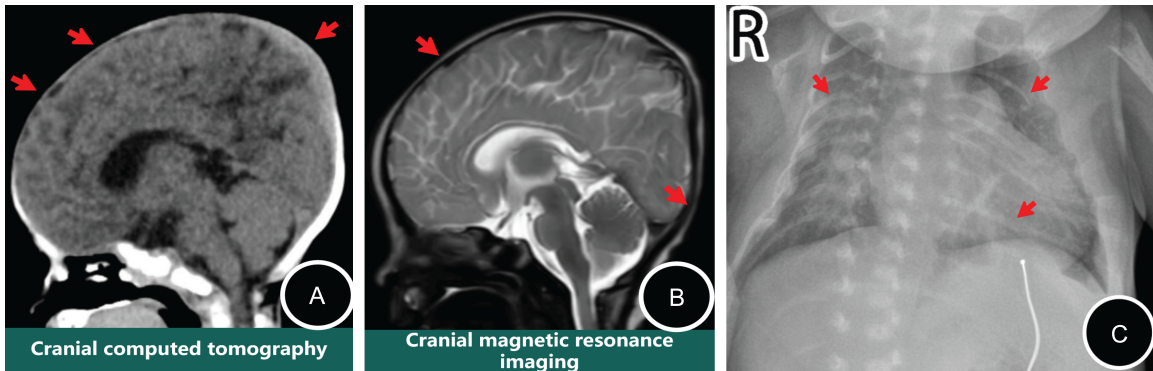 A
Cranial computed tomography
B
Cranial magnetic resonance
imaging
R
C